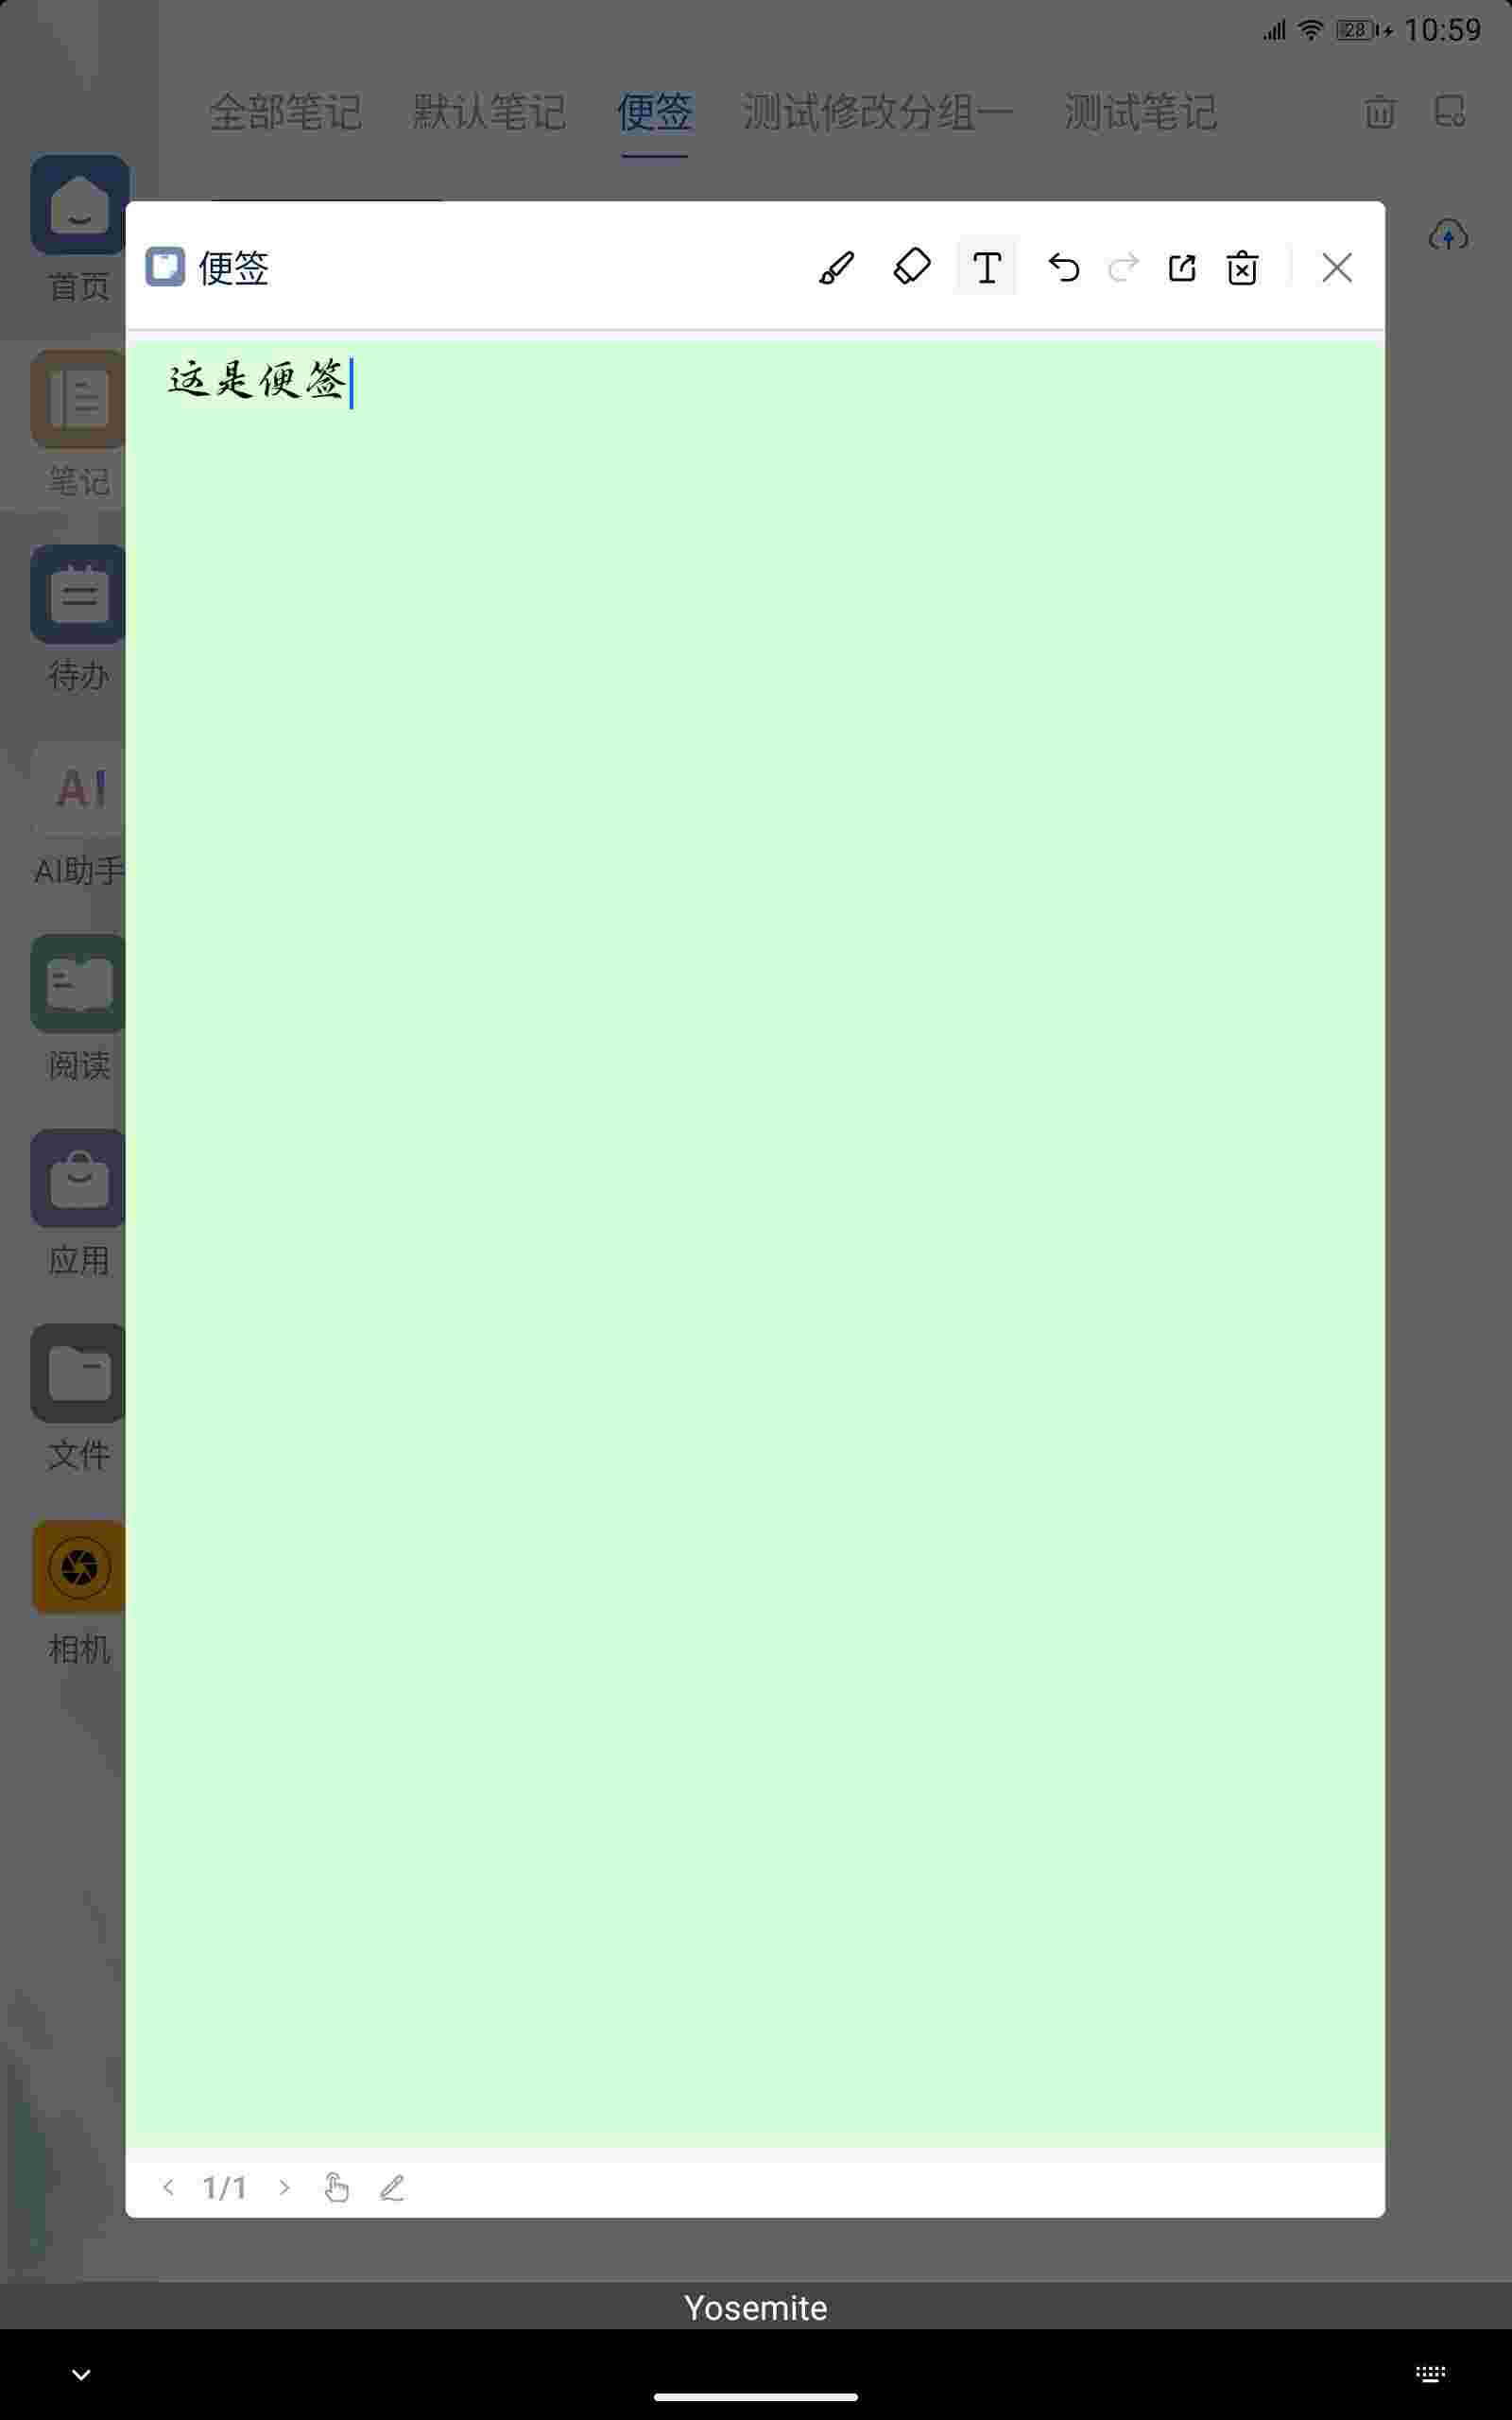 28 10:59
全部笔记 默认笔记 便签 测试修改分组一 测试笔记
首页
笔记
待办
AI
AI助手
阅读
应用
文件
相机
便签
T
这是便签
1/1
Yosemite